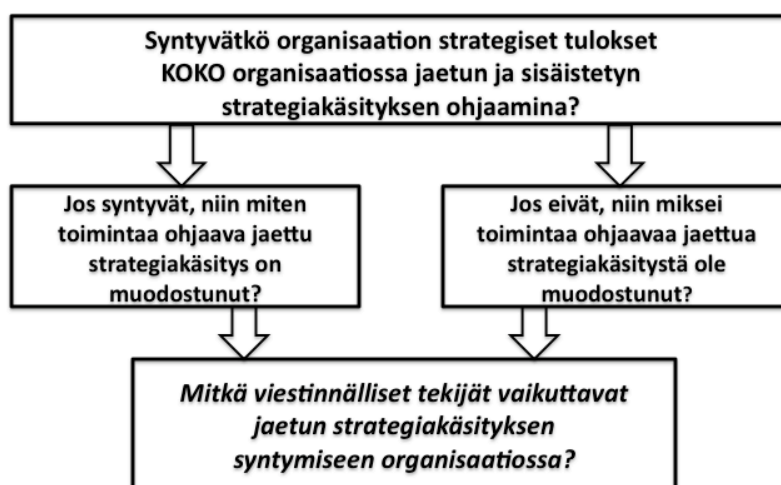 Syntyvätkö organisaation strategiset tulokset
KOKO organisaatiossa jaetun ja sisäistetyn
strategiakäsityksen ohjaamina?
Jos syntyvät, niin miten
toimintaa ohjaava jaettu
strategiakäsitys on
muodostunut?
Jos eivät, niin miksei
toimintaa ohjaavaa jaettua
strategiakäsitystä ole
muodostunut?
Mitkä viestinnälliset tekijät vaikuttavat
jaetun strategiakäsityksen
syntymiseen organisaatiossa?